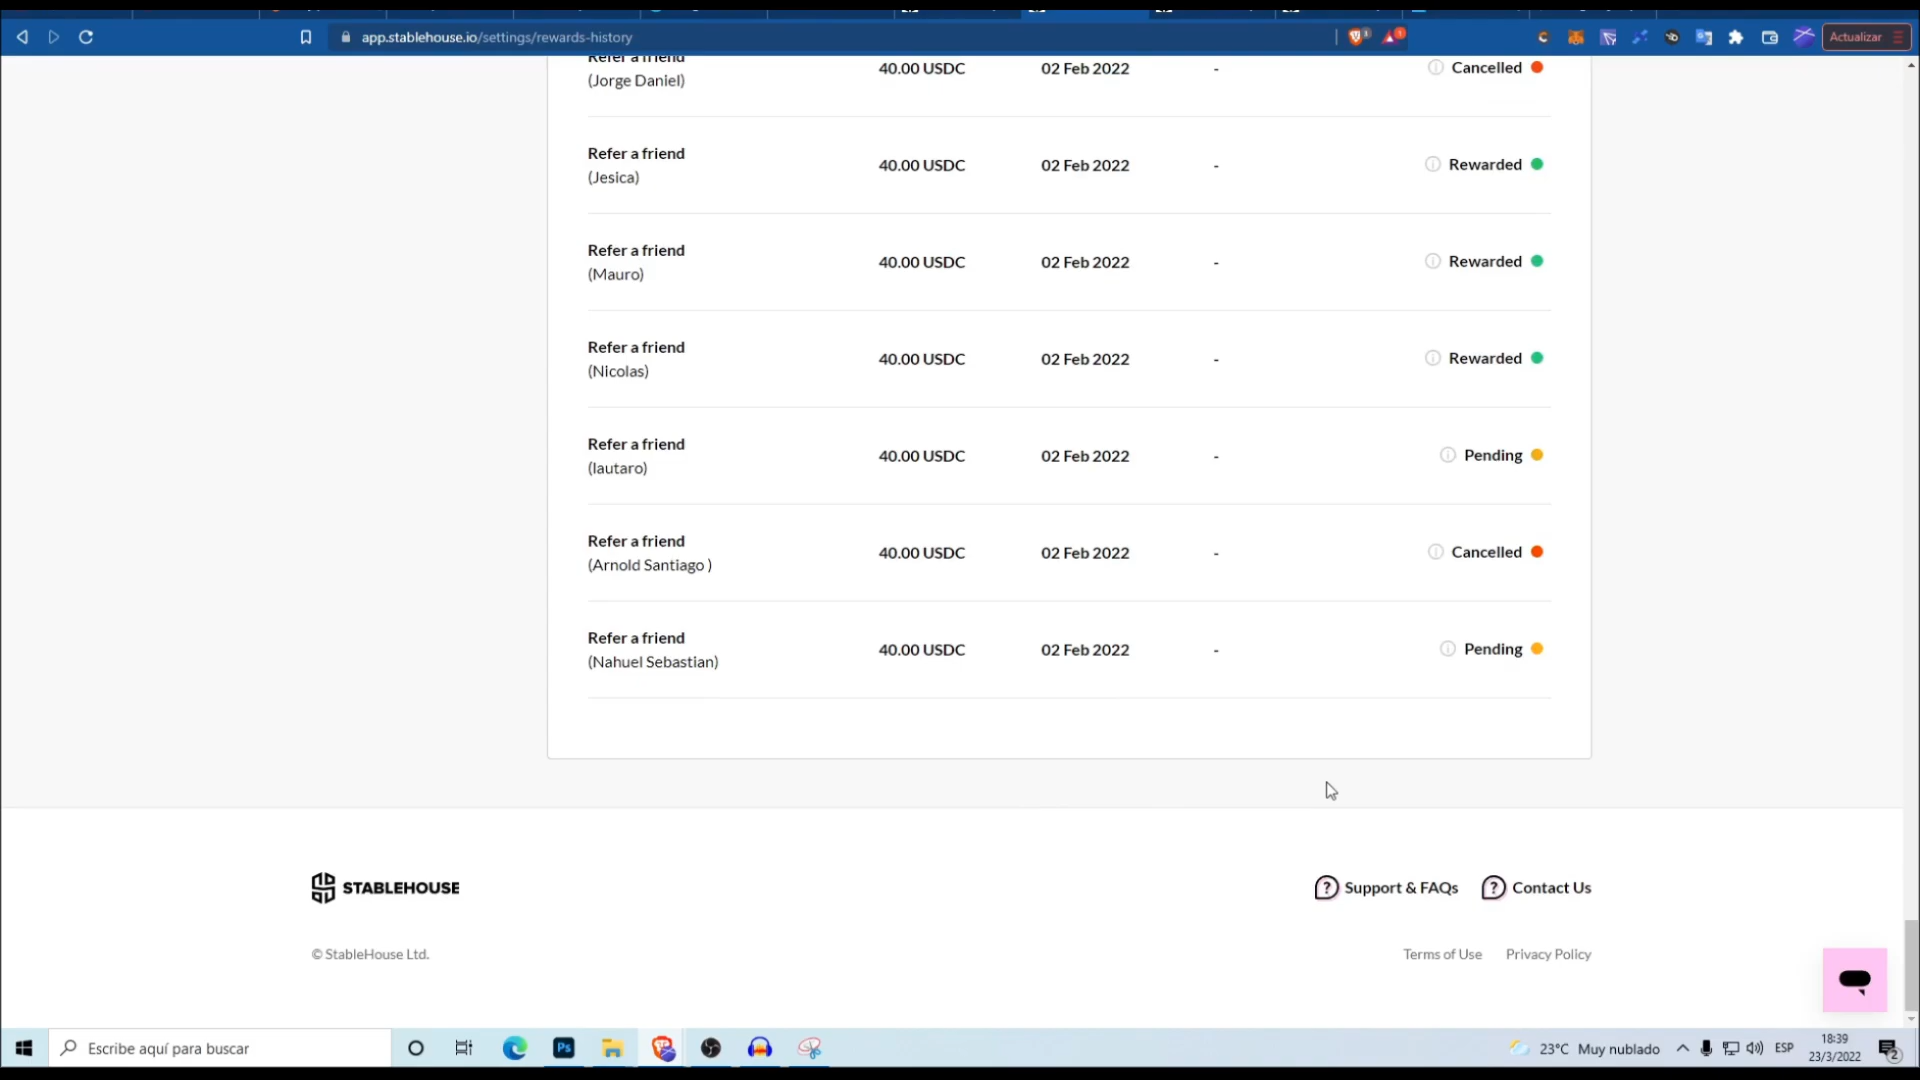 app.stablehouse.io/settings/rewards-history
Actualizar
Refer a friend
(Jorge Daniel)
40.00 USDC
02 Feb 2022
-
Cancelled
Refer a friend
(Jesica)
40.00 USDC
02 Feb 2022
-
Rewarded
Refer a friend
(Mauro)
40.00 USDC
02 Feb 2022
-
Rewarded
Refer a friend
(Nicolas)
40.00 USDC
02 Feb 2022
-
Rewarded
Refer a friend
(lautaro)
40.00 USDC
02 Feb 2022
-
Pending
Refer a friend
(Arnold Santiago )
40.00 USDC
02 Feb 2022
-
Cancelled
Refer a friend
(Nahuel Sebastian)
40.00 USDC
02 Feb 2022
-
Pending
STABLEHOUSE
Support & FAQs
Contact Us
© StableHouse Ltd.
Terms of Use
Privacy Policy
Escribe aquí para buscar
Ps
23°C Muy nublado
ESP
18:39
23/3/2022
2